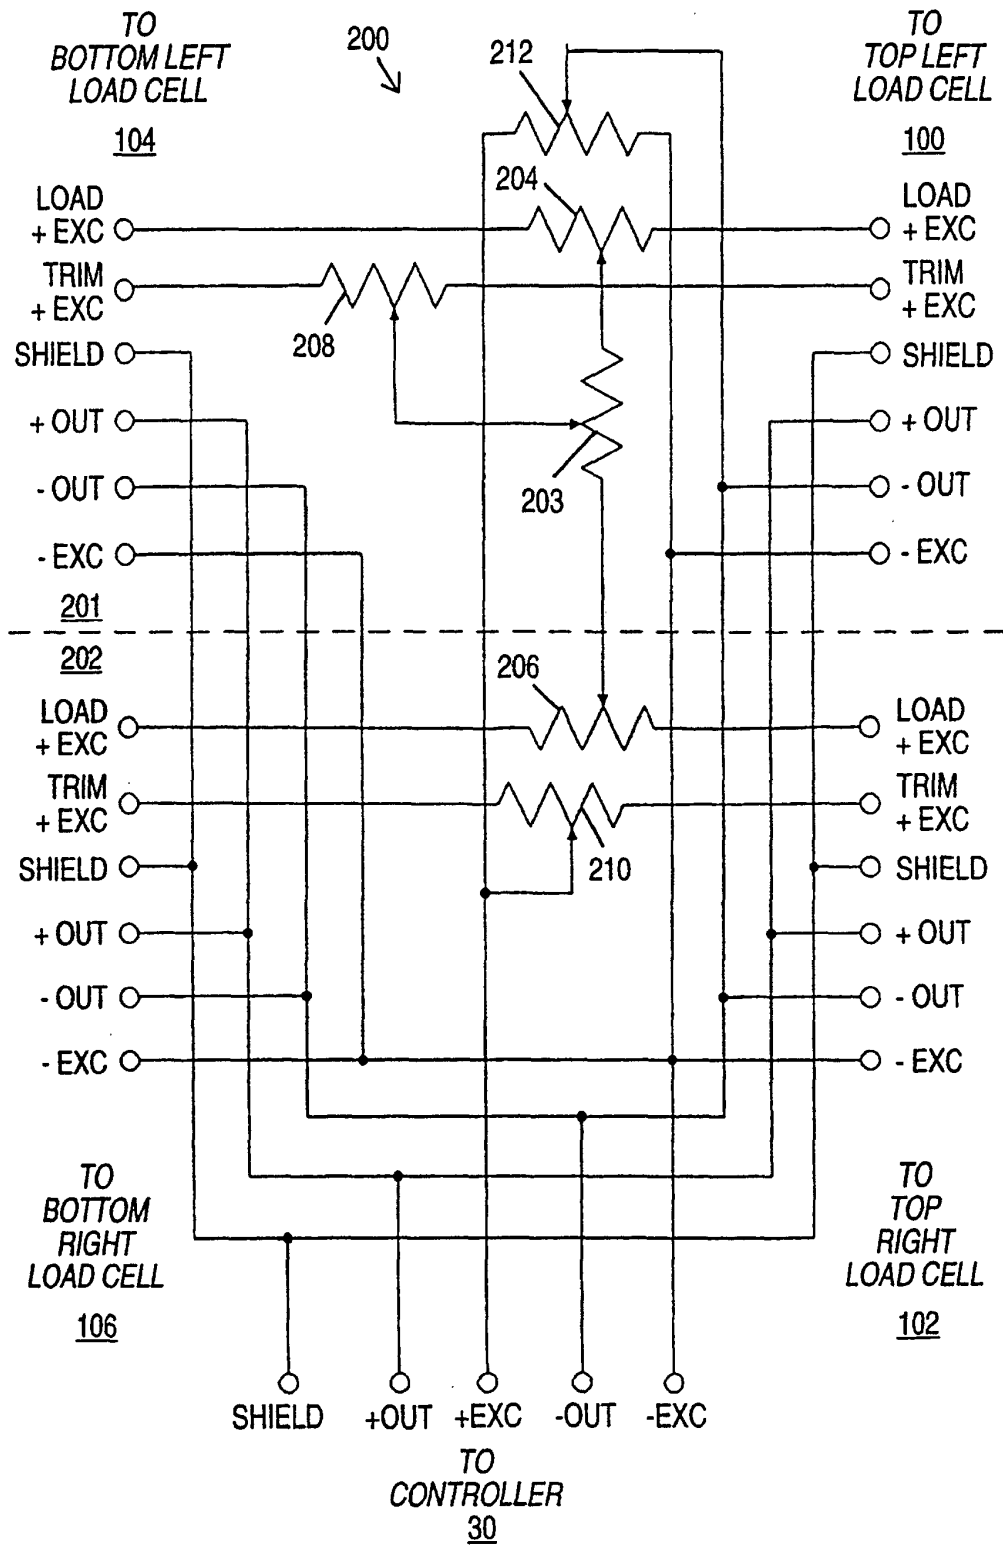 TO
BOTTOM LEFT
LOAD CELL
104
200
212
TO
TOP LEFT
LOAD CELL
100
204
LOAD
+ EXC
LOAD
+ EXC
TRIM
+ EXC
TRIM
+ EXC
208
SHIELD
SHIELD
+ OUT
+ OUT
203
- OUT
- OUT
- EXC
- EXC
201
202
206
LOAD
+ EXC
LOAD
+ EXC
TRIM
+ EXC
TRIM
+ EXC
210
SHIELD
SHIELD
+ OUT
+ OUT
- OUT
- OUT
- EXC
- EXC
TO
BOTTOM
RIGHT
LOAD CELL
106
TO
TOP
RIGHT
LOAD CELL
102
SHIELD
+OUT
+EXC
-OUT
-EXC
TO
CONTROLLER
30